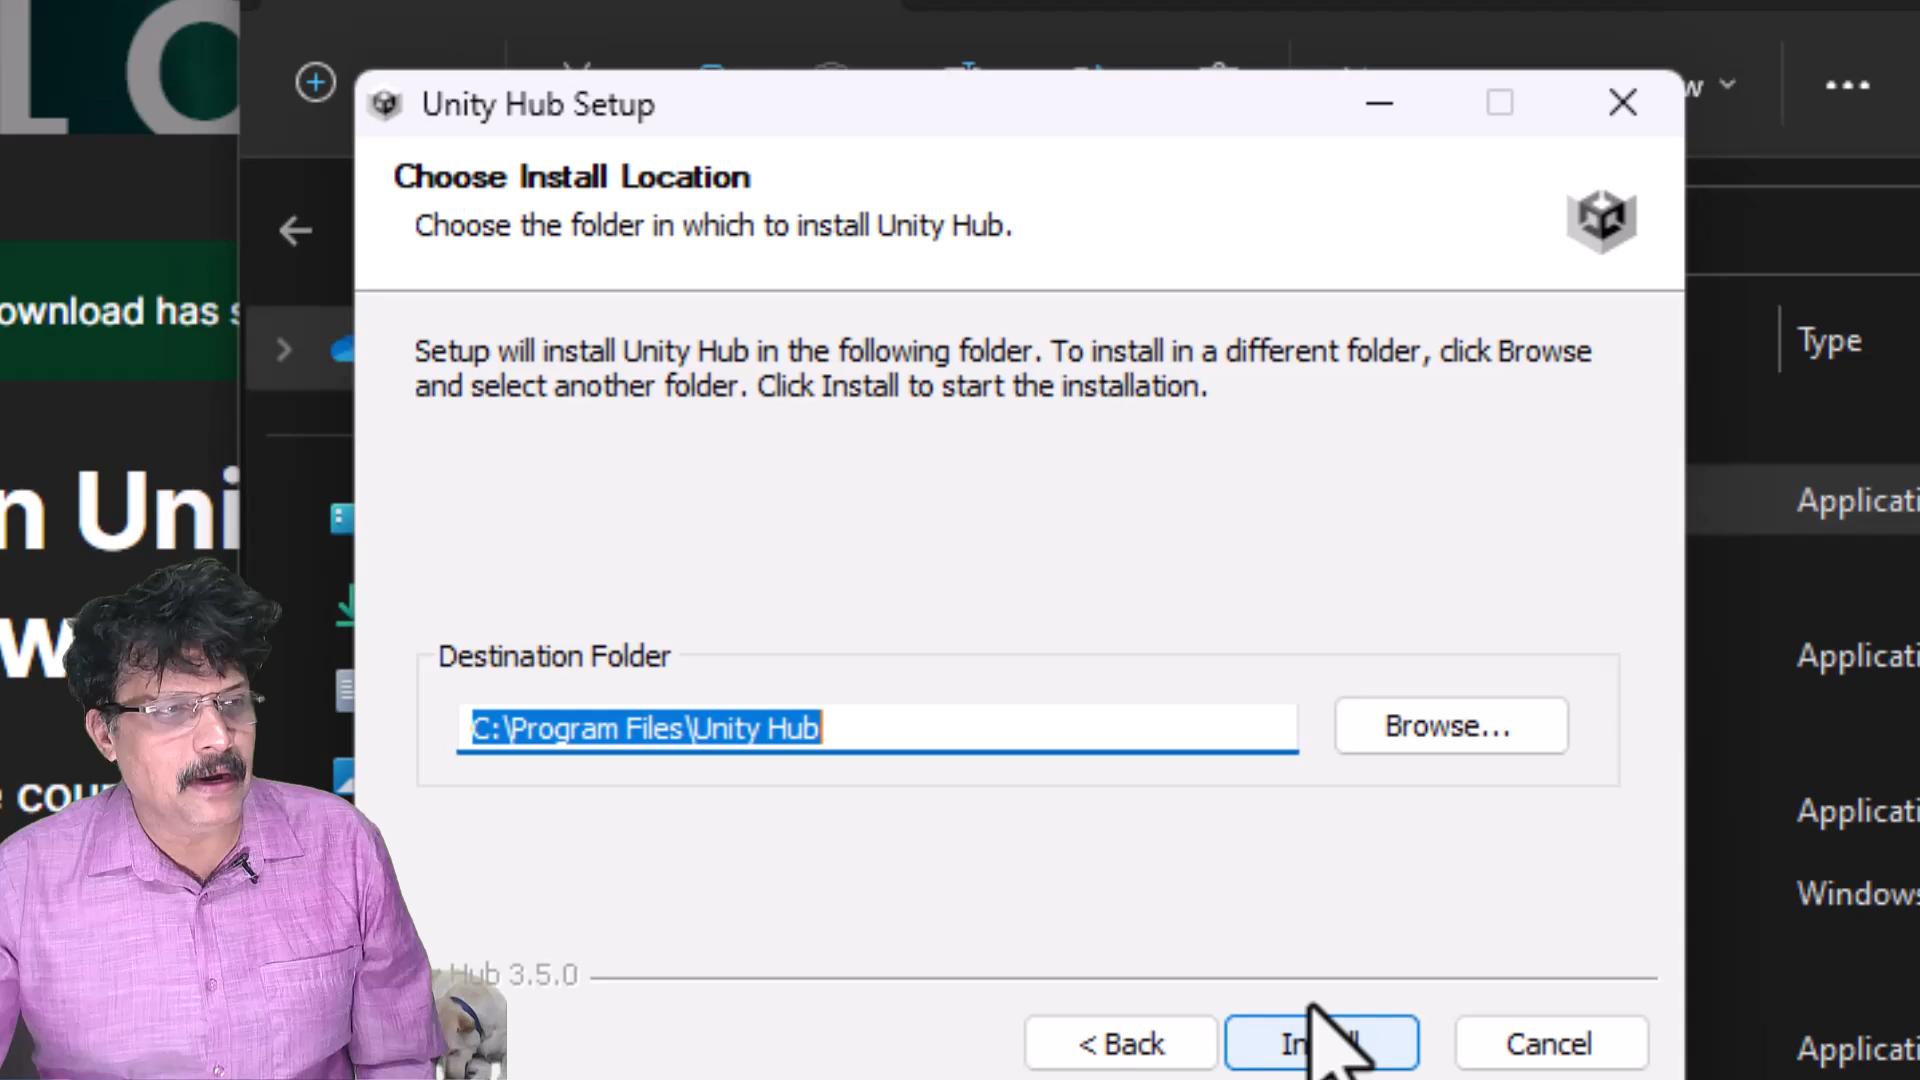 LO
Unity Hub Setup
Choose Install Location
Choose the folder in which to install Unity Hub.
ownload has s
Type
Setup will install Unity Hub in the following folder. To install in a different folder, click Browse
and select another folder. Click Install to start the installation.
n Uni
Applicati
w
Destination Folder
Applicati
C:\Program Files\Unity Hub
Browse...
e cou
Applicati
Windows
Hub 3.5.0
< Back
Cancel
Applicati